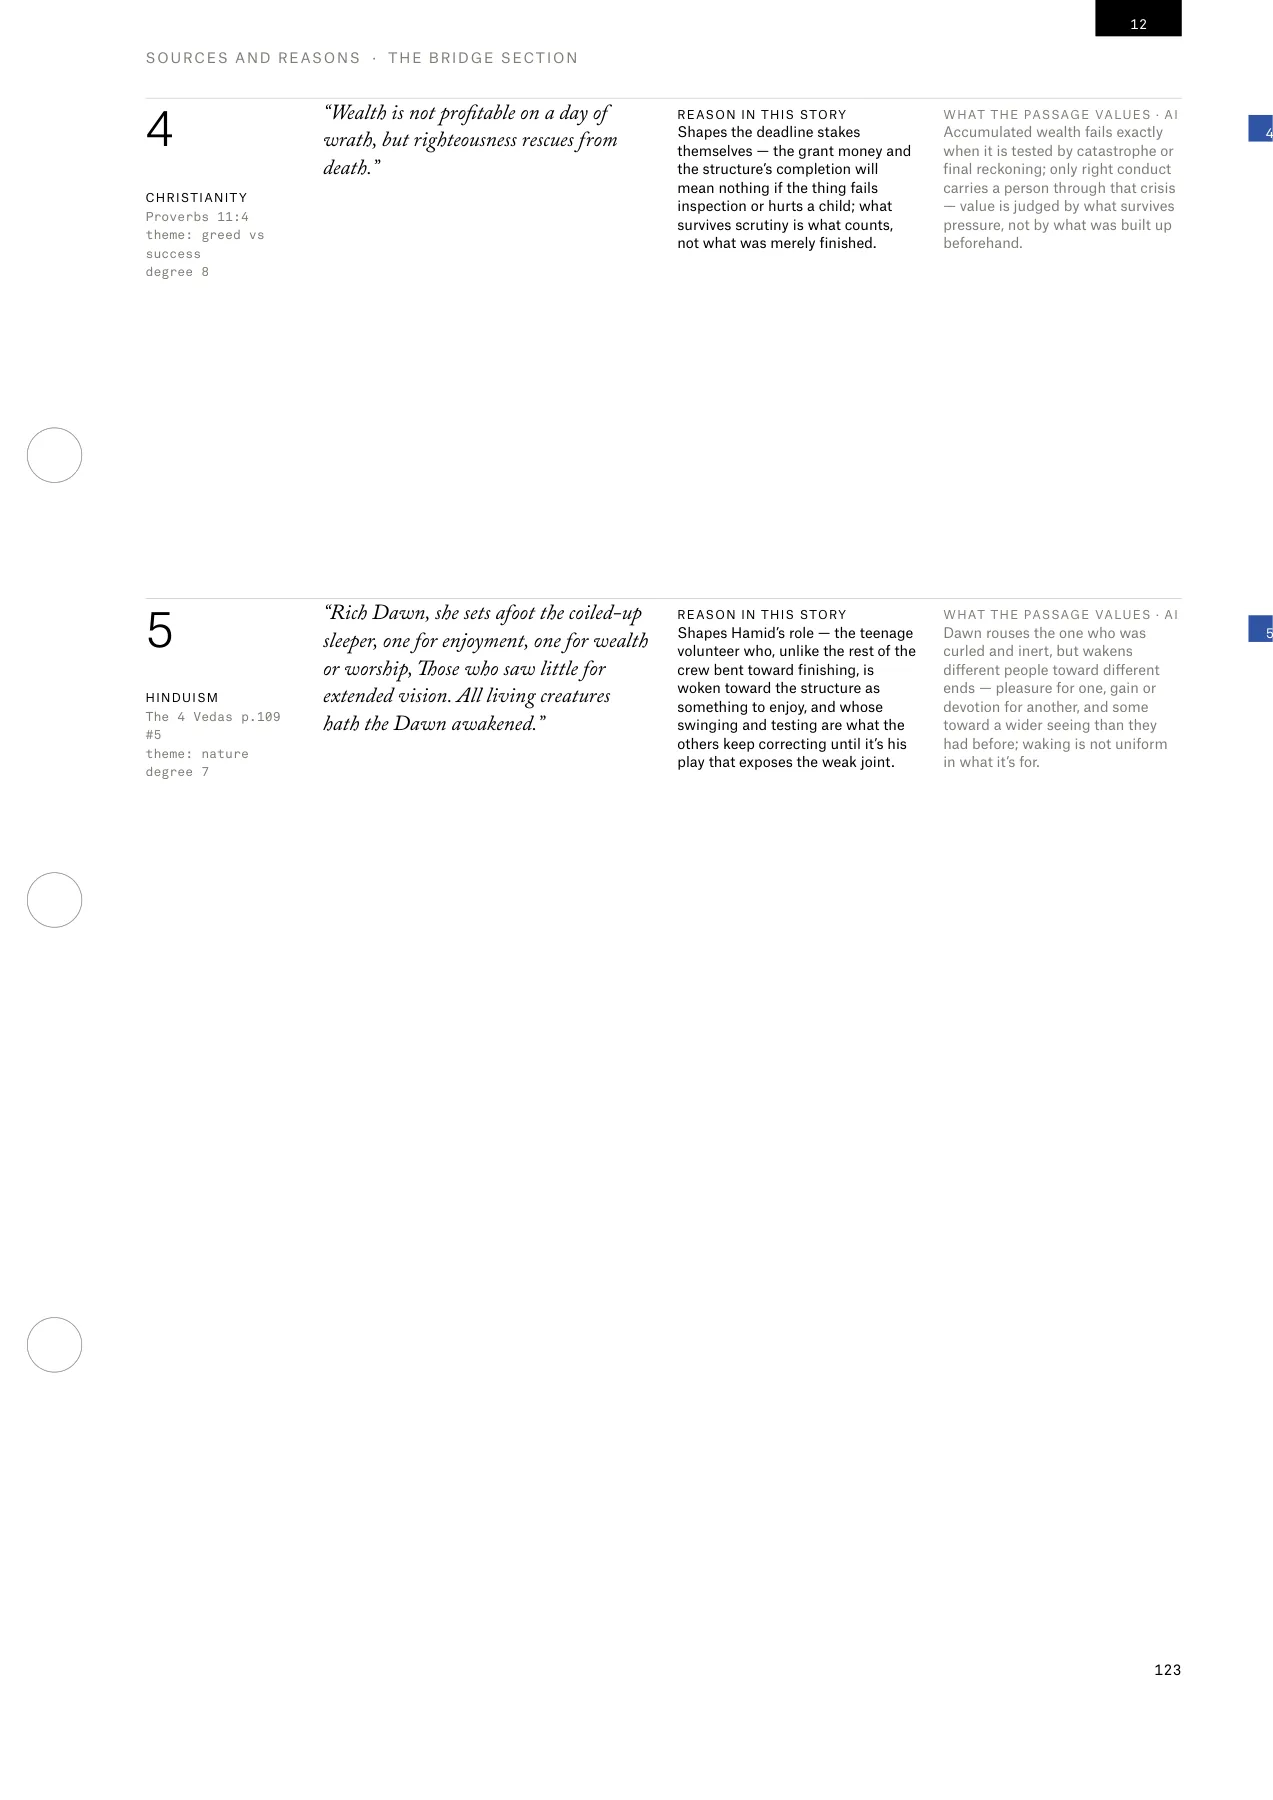 12
SOURCES AND REASONS · THE BRIDGE SECTION
4
CHRISTIANITY
Proverbs 11:4
theme: greed vs
success
degree 8
“Wealth is not profitable on a day of
wrath, but righteousness rescues from
death.”
REASON IN THIS STORY
Shapes the deadline stakes
themselves — the grant money and
the structure’s completion will
mean nothing if the thing fails
inspection or hurts a child; what
survives scrutiny is what counts,
not what was merely finished.
WHAT THE PASSAGE VALUES · AI
Accumulated wealth fails exactly
when it is tested by catastrophe or
final reckoning; only right conduct
carries a person through that crisis
— value is judged by what survives
pressure, not by what was built up
beforehand.
4
5
HINDUISM
The 4 Vedas p.109
#5
theme: nature
degree 7
“Rich Dawn, she sets afoot the coiled-up
sleeper, one for enjoyment, one for wealth
or worship, Those who saw little for
extended vision. All living creatures
hath the Dawn awakened.”
REASON IN THIS STORY
Shapes Hamid’s role — the teenage
volunteer who, unlike the rest of the
crew bent toward finishing, is
woken toward the structure as
something to enjoy, and whose
swinging and testing are what the
others keep correcting until it’s his
play that exposes the weak joint.
WHAT THE PASSAGE VALUES · AI
Dawn rouses the one who was
curled and inert, but wakens
different people toward different
ends — pleasure for one, gain or
devotion for another, and some
toward a wider seeing than they
had before; waking is not uniform
in what it’s for.
5
123